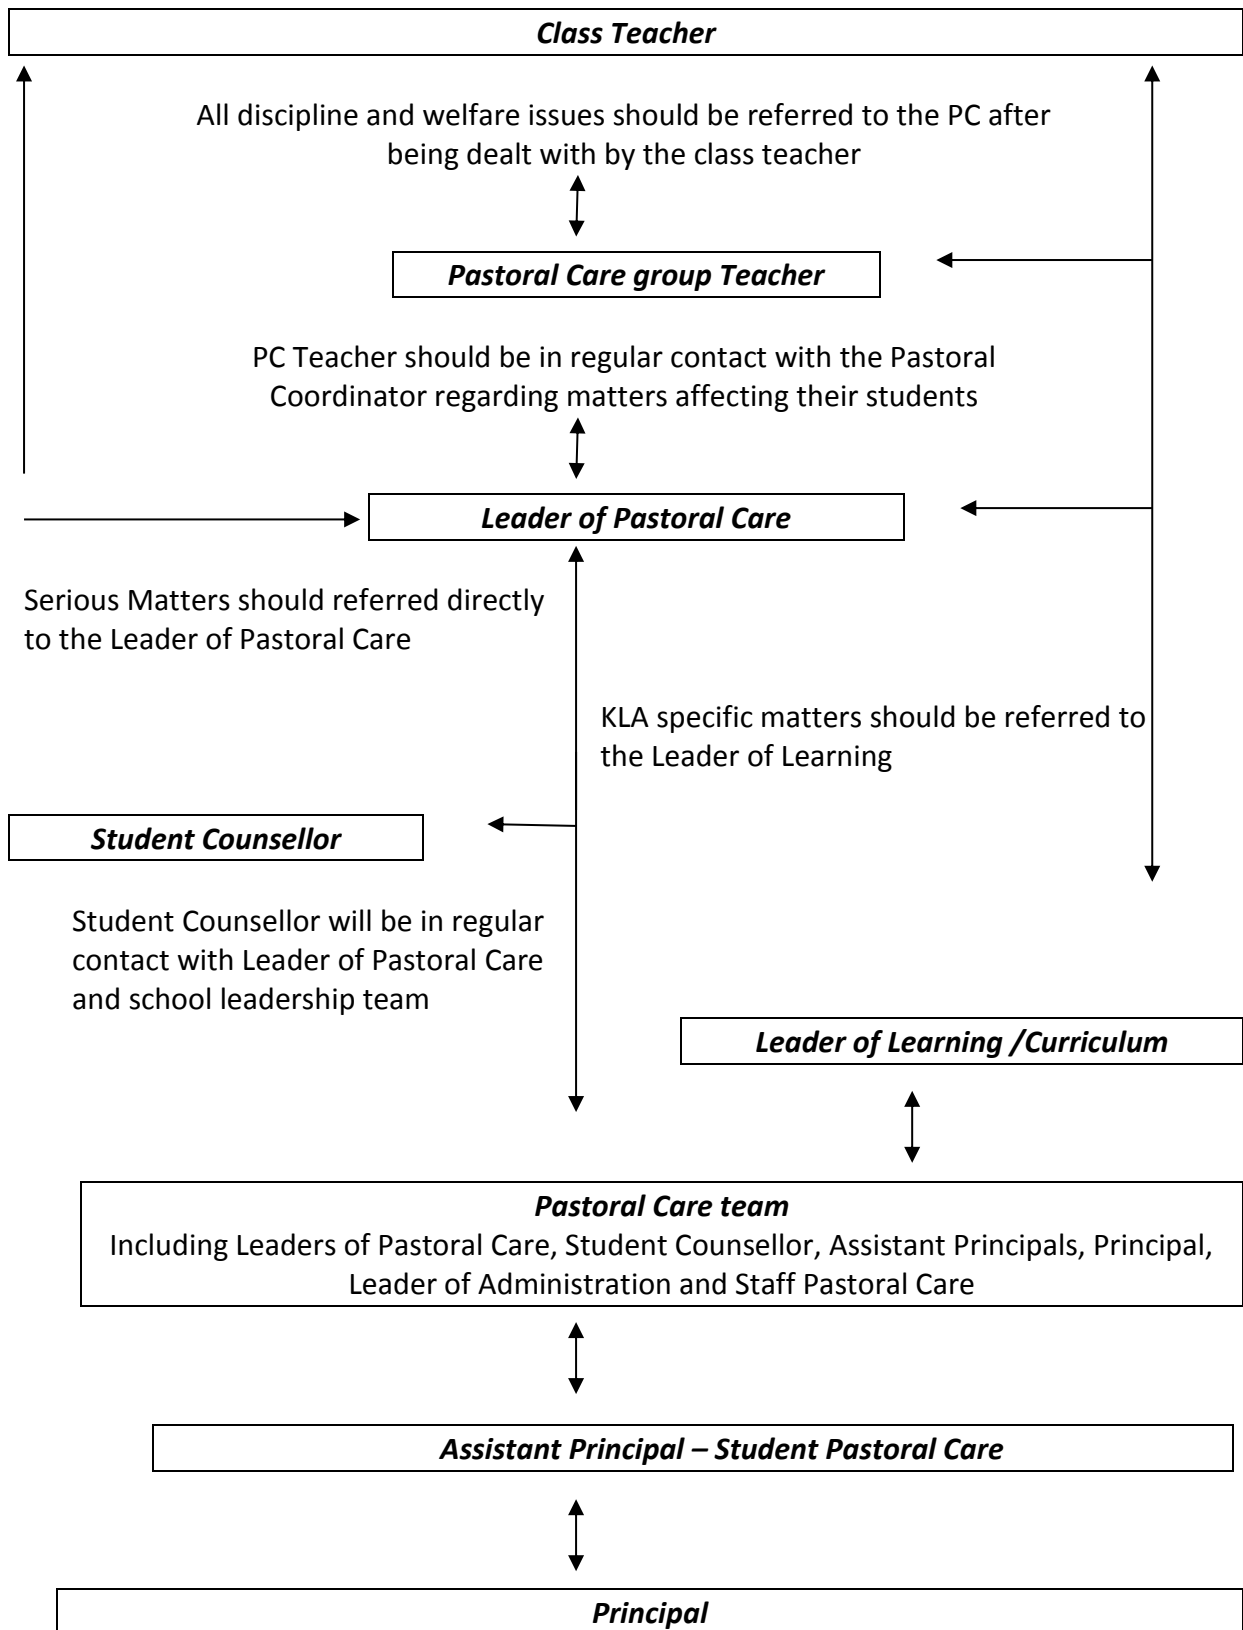 Class Teacher
All discipline and welfare issues should be referred to the PC after
being dealt with by the class teacher
Pastoral Care group Teacher
PC Teacher should be in regular contact with the Pastoral
Coordinator regarding matters affecting their students
Leader of Pastoral Care
Serious Matters should referred directly
to the Leader of Pastoral Care
KLA specific matters should be referred to
the Leader of Learning
Student Counsellor
Student Counsellor will be in regular
contact with Leader of Pastoral Care
and school leadership team
Leader of Learning /Curriculum
Pastoral Care team
Including Leaders of Pastoral Care, Student Counsellor, Assistant Principals, Principal,
Leader of Administration and Staff Pastoral Care
Assistant Principal – Student Pastoral Care
Principal